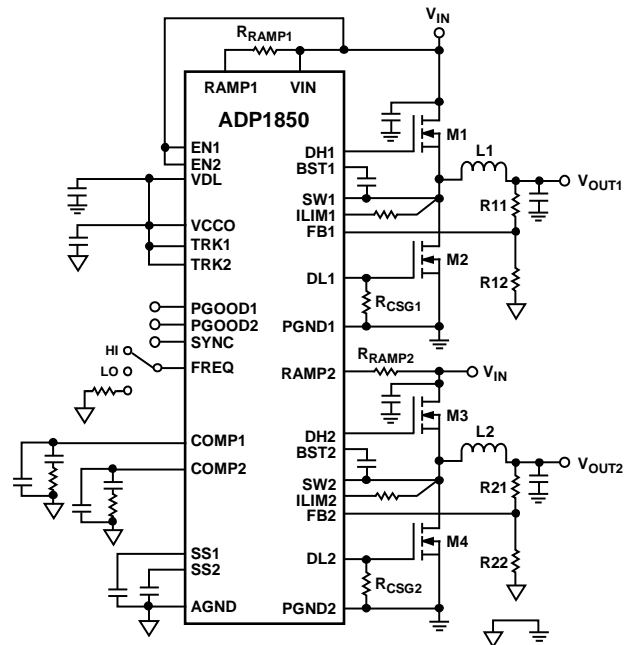 VIN
RRAMP1
RAMP1 VIN
ADP1850
EN1
EN2
VDL
VCCO
TRK1
TRK2
PGOOD1
PGOOD2
SYNC
HI
FREQ
LO
COMP1
COMP2
SS1
SS2
AGND
DH1
BST1
SW1
ILIM1
FB1
DL1
PGND1
RAMP2
DH2
BST2
SW2
ILIM2
FB2
DL2
PGND2
M1
L1
VOUT1
R11
M2
R12
RCSG1
RRAMP2
VIN
M3
L2
VOUT2
R21
M4
R22
RCSG2